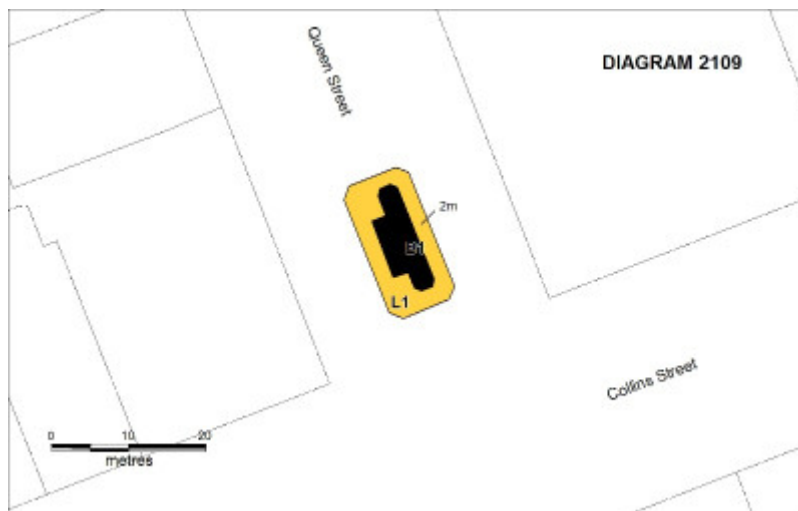 Queen Street
DIAGRAM 2109
2m
B1
L1
Collins Street
0 10 20
metres